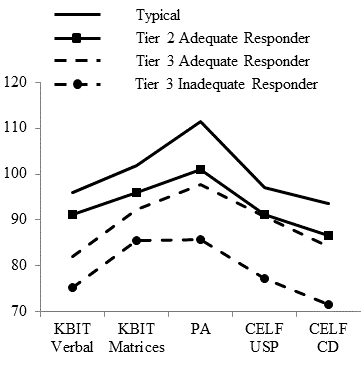 Typical
Tier 2 Adequate Responder
Tier 3 Adequate Responder
Tier 3 Inadequate Responder
120
110
100
90
80
70
KBIT Verbal
KBIT Matrices
PA
CELF USP
CELF CD